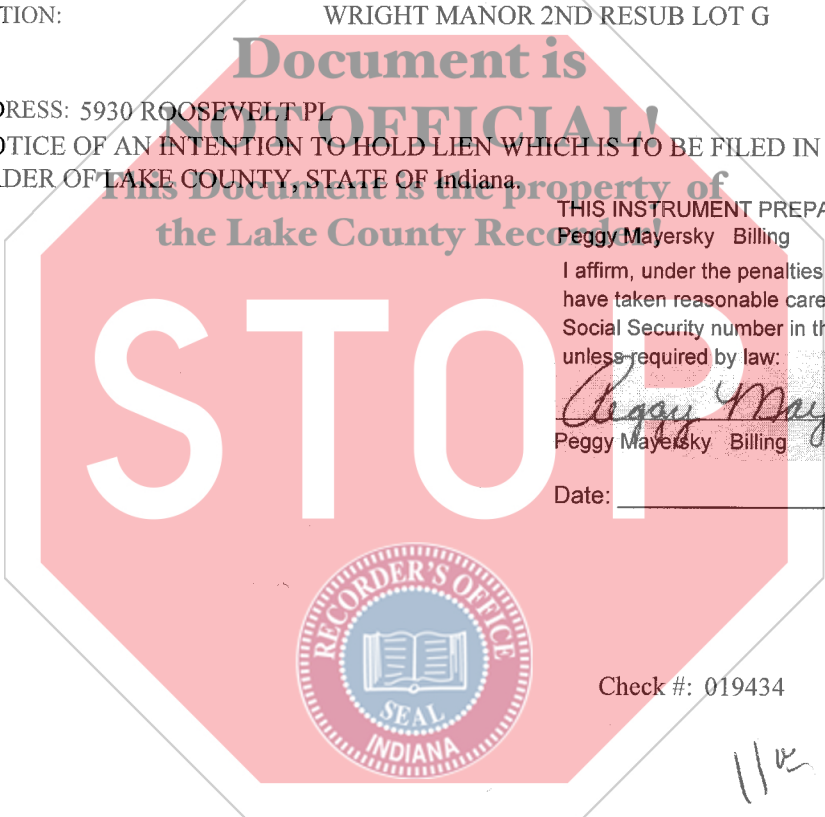 TION: WRIGHT MANOR 2ND RESUB LOT G
Document is
DRESS: 5930 ROOSEVELT PL
NOT OFFICIAL!
OTICE OF AN INTENTION TO HOLD LIEN WHICH IS TO BE FILED IN
RDER OF LAKE COUNTY, STATE OF Indiana,
This Document is the property of
the Lake County Recorder!
THIS INSTRUMENT PREPA
Peggy Mayersky Billing
I affirm, under the penalties
have taken reasonable care
Social Security number in th
unless required by law:
Peggy May
Peggy Mayersky Billing
Date:
STOP
RECORDER'S OFFICE
SEAL
INDIANA
Check #: 019434